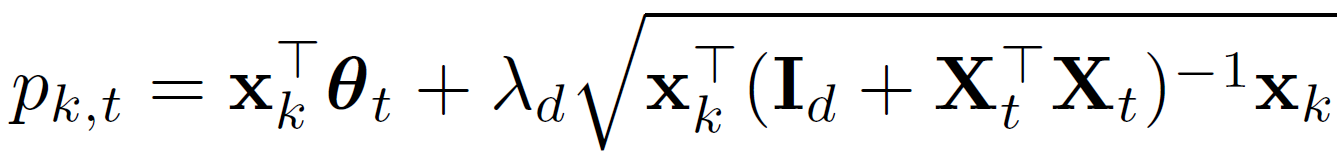 $p_{k,t} = \mathbf{x}_k^\top \boldsymbol{\theta}_t + \lambda_d \sqrt{\mathbf{x}_k^\top (\mathbf{I}_d + \mathbf{X}_t^\top \mathbf{X}_t)^{-1} \mathbf{x}_k}$